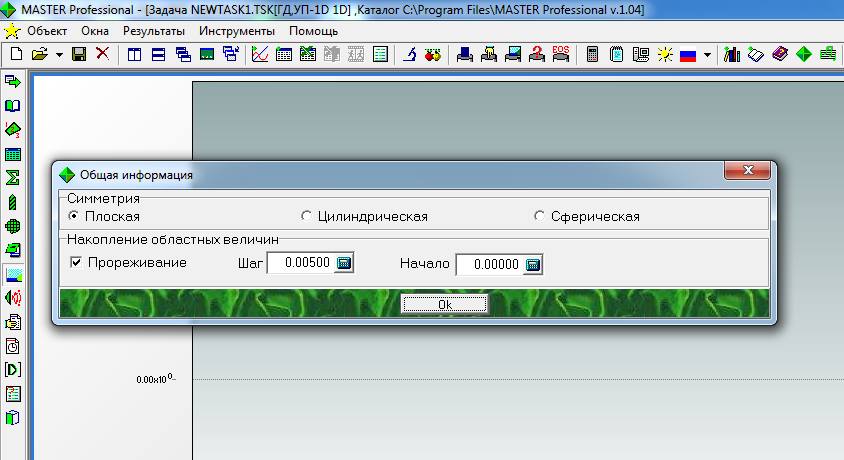 MASTER Professional - [Задача NEWTASK1.TSK[ГД,УП-1D 1D] ,Каталог C:\Program Files\MASTER Professional v.1.04]
Объект Окна Результаты Инструменты Помощь
EOS
Общая информация
Симметрия
Плоская Цилиндрическая Сферическая
Накопление областных величин
Прореживание Шаг 0.00500 Начало 0.00000
Ok
0.00x10⁰